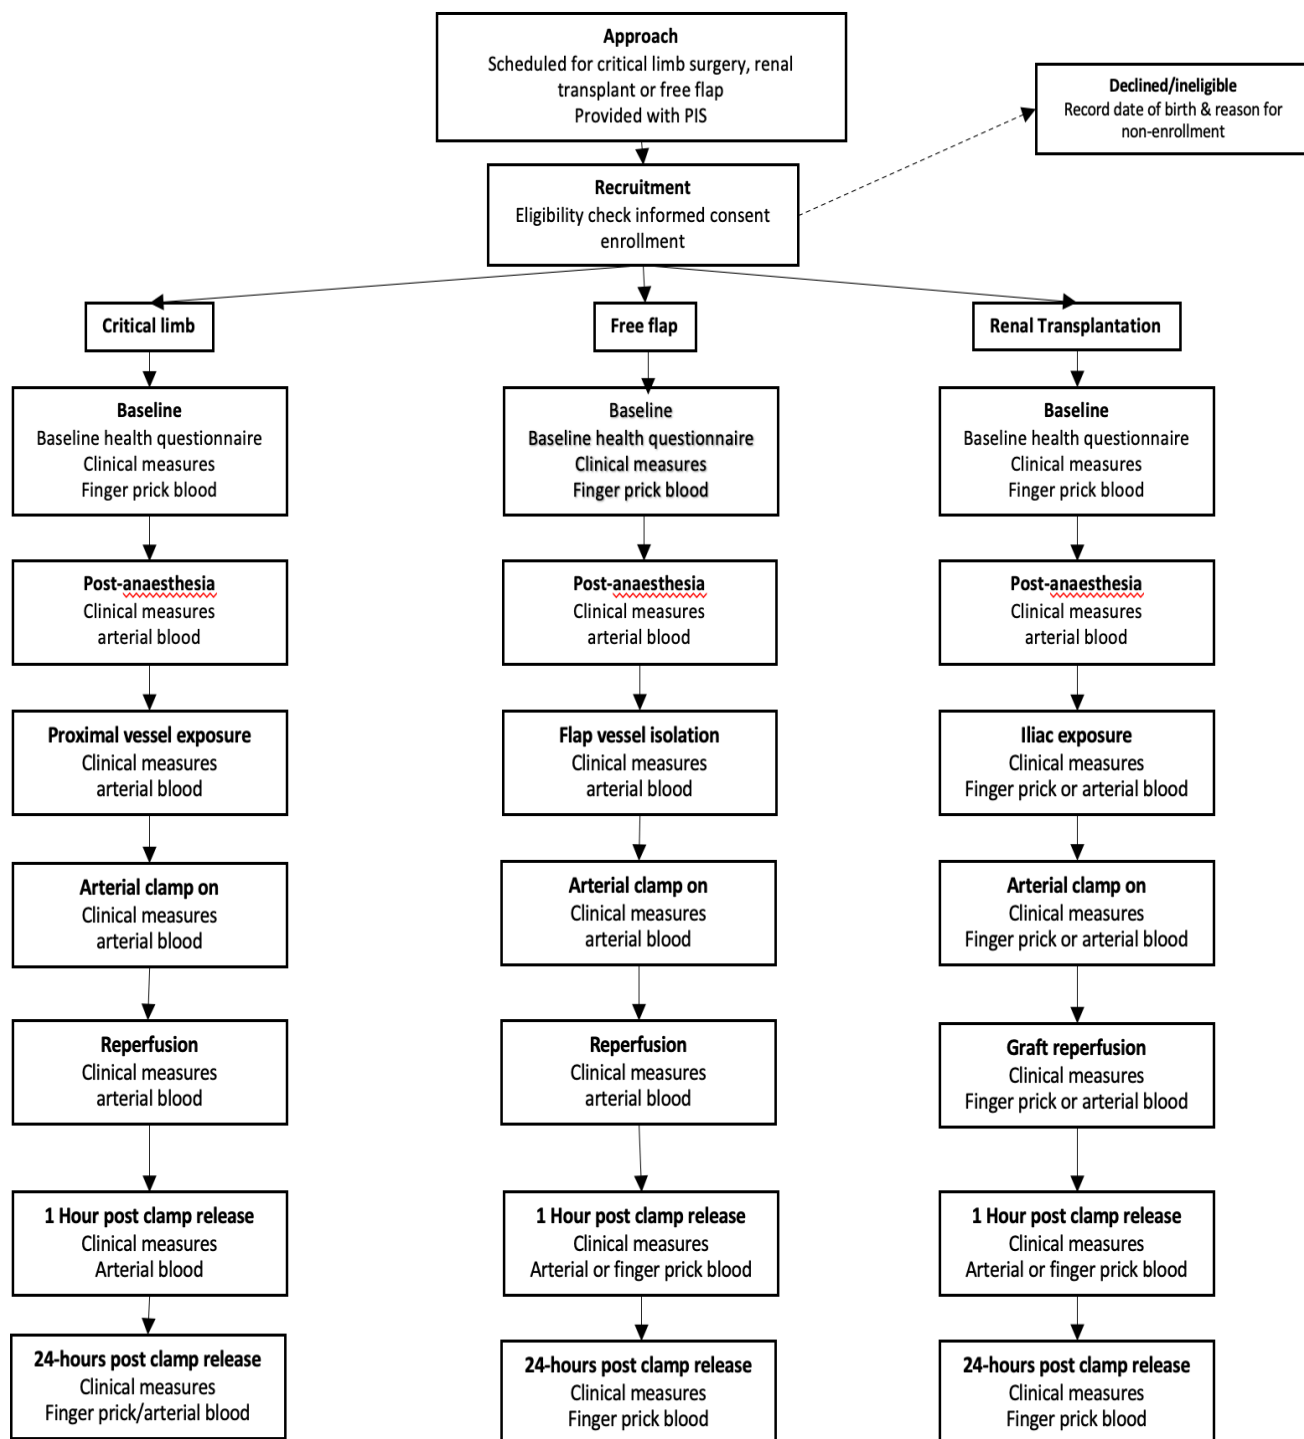 Approach
Scheduled for critical limb surgery, renal
transplant or free flap
Provided with PIS
Declined/ineligible
Record date of birth & reason for
non-enrollment
Recruitment
Eligibility check informed consent
enrollment
Critical limb
Free flap
Renal Transplantation
Baseline
Baseline health questionnaire
Clinical measures
Finger prick blood
Baseline
Baseline health questionnaire
Clinical measures
Finger prick blood
Baseline
Baseline health questionnaire
Clinical measures
Finger prick blood
Post-anaesthesia
Clinical measures
arterial blood
Post-anaesthesia
Clinical measures
arterial blood
Post-anaesthesia
Clinical measures
arterial blood
Proximal vessel exposure
Clinical measures
arterial blood
Flap vessel isolation
Clinical measures
arterial blood
Iliac exposure
Clinical measures
Finger prick or arterial blood
Arterial clamp on
Clinical measures
arterial blood
Arterial clamp on
Clinical measures
arterial blood
Arterial clamp on
Clinical measures
Finger prick or arterial blood
Reperfusion
Clinical measures
arterial blood
Reperfusion
Clinical measures
arterial blood
Graft reperfusion
Clinical measures
Finger prick or arterial blood
1 Hour post clamp release
Clinical measures
Arterial blood
1 Hour post clamp release
Clinical measures
Arterial or finger prick blood
1 Hour post clamp release
Clinical measures
Arterial or finger prick blood
24-hours post clamp release
Clinical measures
Finger prick/arterial blood
24-hours post clamp release
Clinical measures
Finger prick blood
24-hours post clamp release
Clinical measures
Finger prick blood